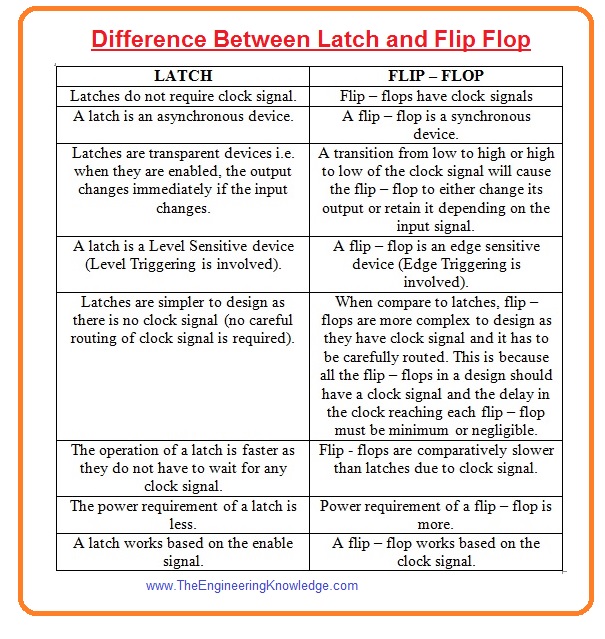 Difference Between Latch and Flip Flop
LATCH
FLIP – FLOP
Latches do not require clock signal.
Flip – flops have clock signals
A latch is an asynchronous device.
A flip – flop is a synchronous
device.
Latches are transparent devices i.e.
when they are enabled, the output
changes immediately if the input
changes.
A transition from low to high or high
to low of the clock signal will cause
the flip – flop to either change its
output or retain it depending on the
input signal.
A latch is a Level Sensitive device
(Level Triggering is involved).
A flip – flop is an edge sensitive
device (Edge Triggering is
involved).
Latches are simpler to design as
there is no clock signal (no careful
routing of clock signal is required).
When compare to latches, flip –
flops are more complex to design as
they have clock signal and it has to
be carefully routed. This is because
all the flip – flops in a design should
have a clock signal and the delay in
the clock reaching each flip – flop
must be minimum or negligible.
The operation of a latch is faster as
they do not have to wait for any
clock signal.
Flip - flops are comparatively slower
than latches due to clock signal.
The power requirement of a latch is
less.
Power requirement of a flip – flop is
more.
A latch works based on the enable
signal.
A flip – flop works based on the
clock signal.
www.TheEngineeringKnowledge.com